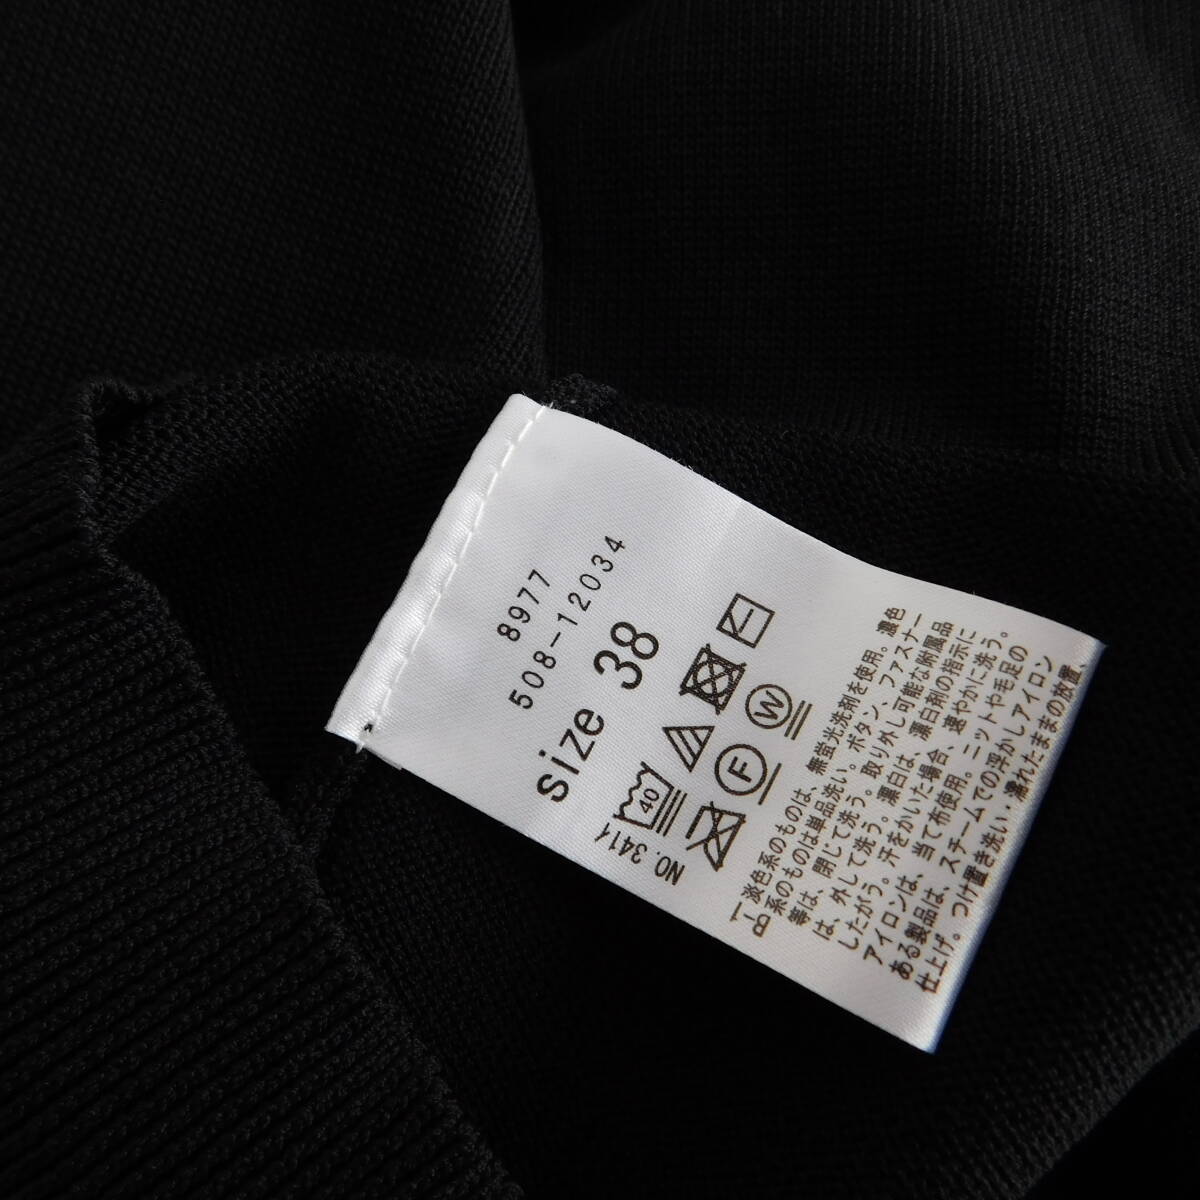 8977
508-12034
size 38
40
F
W
NO. 3411
淡色系のものは、無蛍光洗剤を使用。濃色
系のものは単品洗い。ボタン、ファスナー
等は、閉じて洗う。取り外し可能な附属品
は、外して洗う。漂白は、漂白剤の指示に
したがう。汗をかいた場合、速やかに洗う。
アイロンは、当て布使用。ニットや毛足の
ある製品は、スチームでの浮かしアイロン
仕上げ。つけ置き洗い・濡れたままの放置、